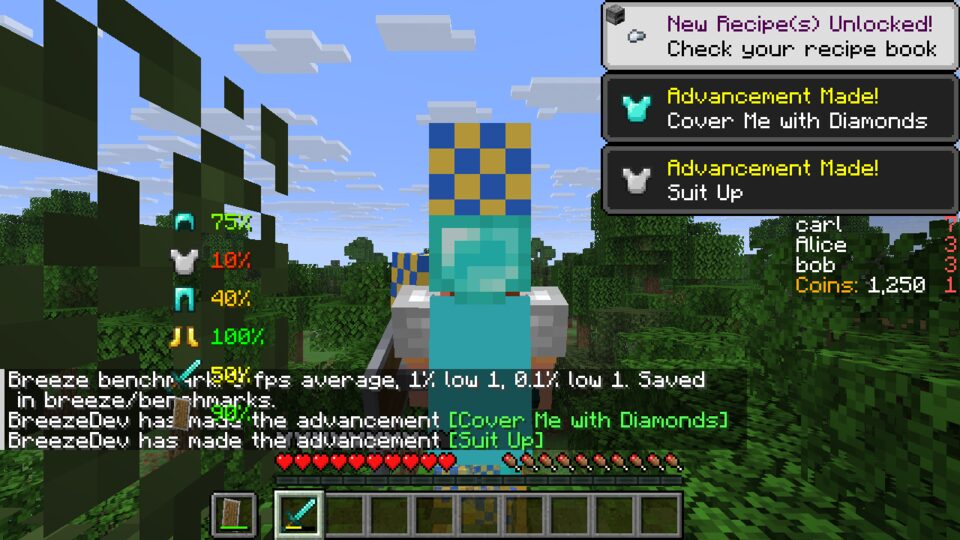 New Recipe(s) Unlocked!
Check your recipe book
Advancement Made!
Cover Me with Diamonds
Advancement Made!
Suit Up
carl 7
Alice 3
bob 3
Coins: 1,250 1
75%
10%
40%
100%
50%
90%
Breeze benchmark: fps average, 1% low 1, 0.1% low 1. Saved
in breeze/benchmarks.
BreezeDev has made the advancement [Cover Me with Diamonds]
BreezeDev has made the advancement [Suit Up]